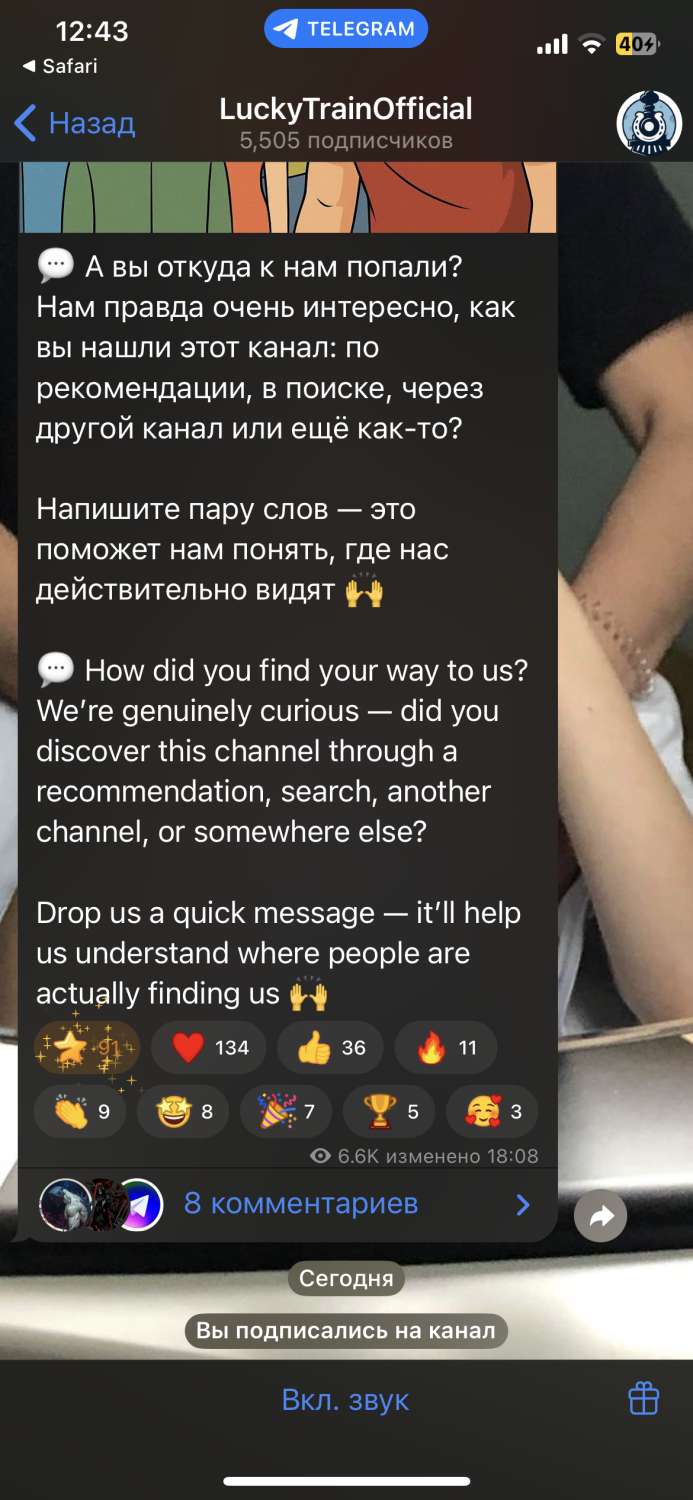 12:43
TELEGRAM
40
◀ Safari
Назад
LuckyTrainOfficial
5,505 подписчиков
💬 А вы откуда к нам попали?
Нам правда очень интересно, как
вы нашли этот канал: по
рекомендации, в поиске, через
другой канал или ещё как-то?
Напишите пару слов — это
поможет нам понять, где нас
действительно видят 🙌
💬 How did you find your way to us?
We’re genuinely curious — did you
discover this channel through a
recommendation, search, another
channel, or somewhere else?
Drop us a quick message — it’ll help
us understand where people are
actually finding us 🙌
⭐ 91 ❤️ 134 👍 36 🔥 11
👏 9 🤩 8 🎉 7 🏆 5 🥰 3
6.6K изменено 18:08
8 комментариев
Сегодня
Вы подписались на канал
Вкл. звук